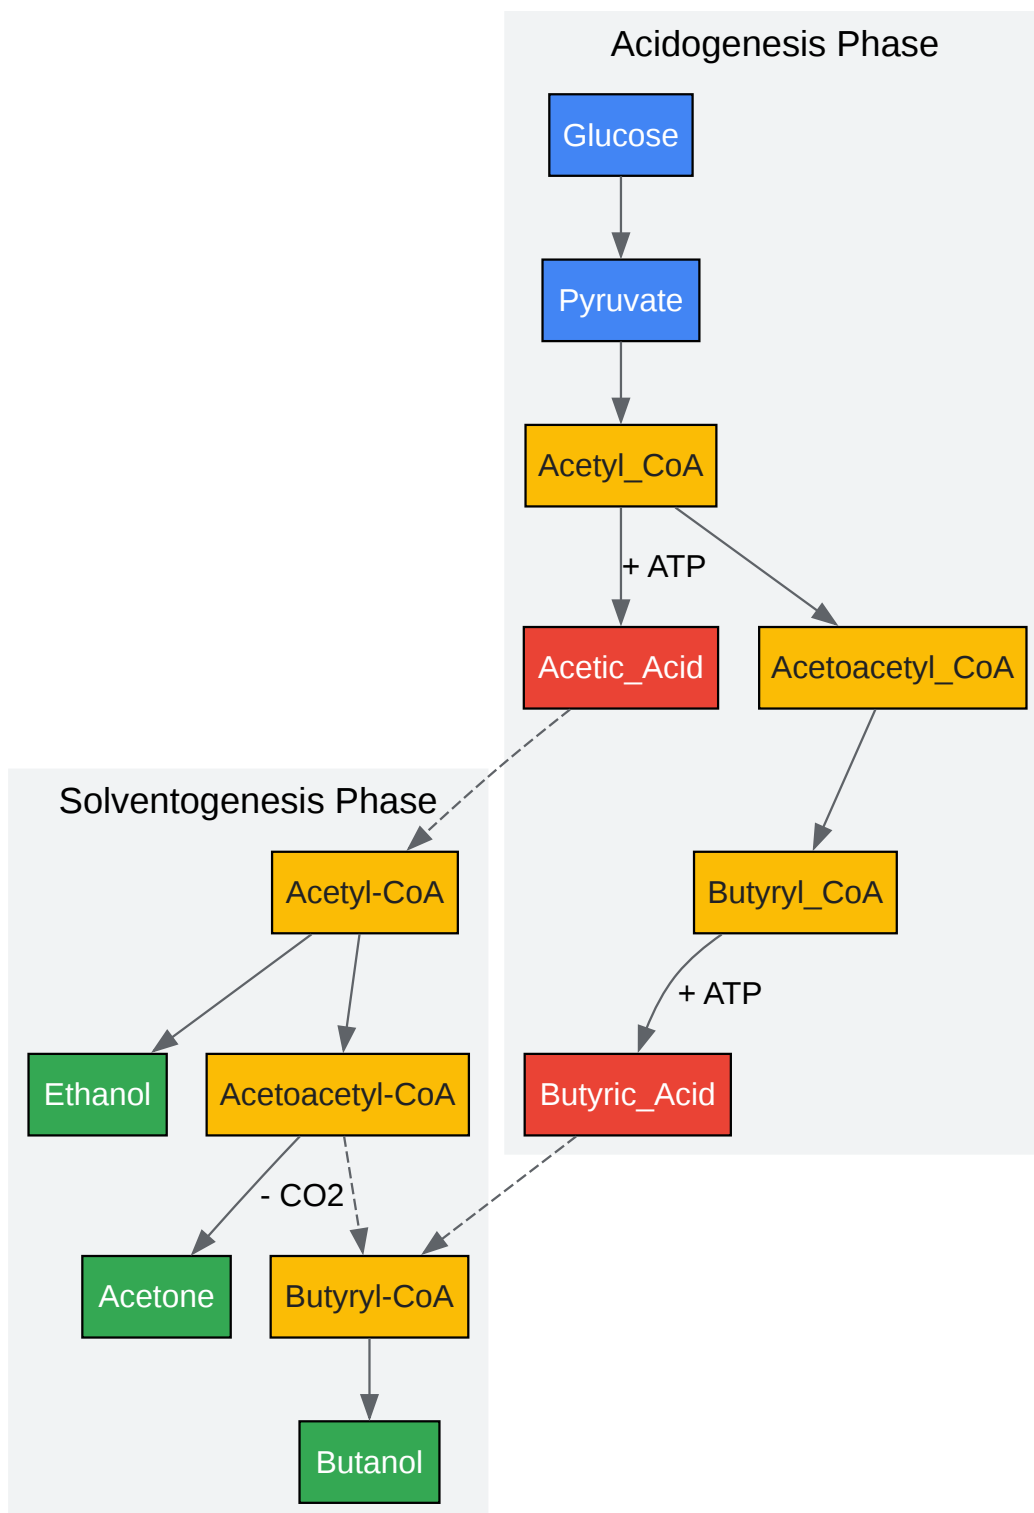 Acidogenesis Phase
Glucose
Pyruvate
Acetyl_CoA
+ ATP
Acetic_Acid
Acetoacetyl_CoA
Butyryl_CoA
+ ATP
Butyric_Acid
Solventogenesis Phase
Acetyl-CoA
Ethanol
Acetoacetyl-CoA
- CO2
Acetone
Butyryl-CoA
Butanol